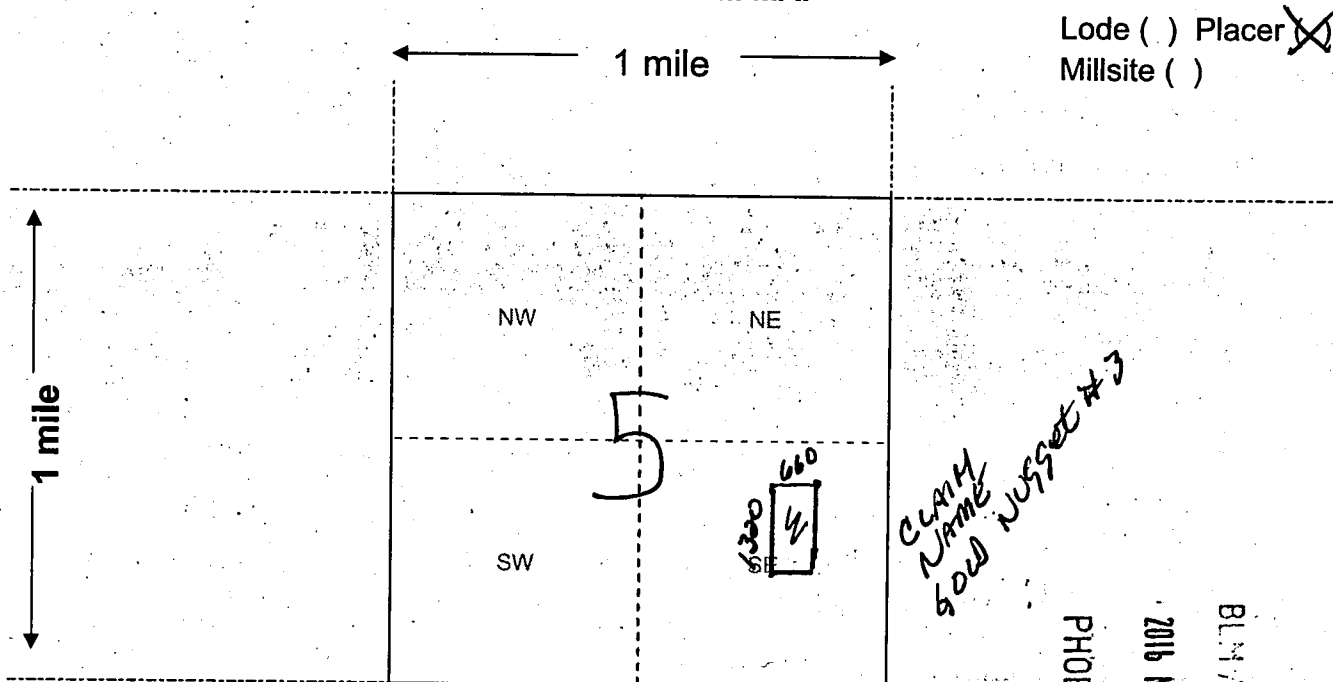 Lode ( ) Placer (X)
Millsite ( )
1 mile
1 mile
NW
NE
5
660
1320
SW
SE
CLAIM
NAME
GOLD NUGGET #3
BLM
2016